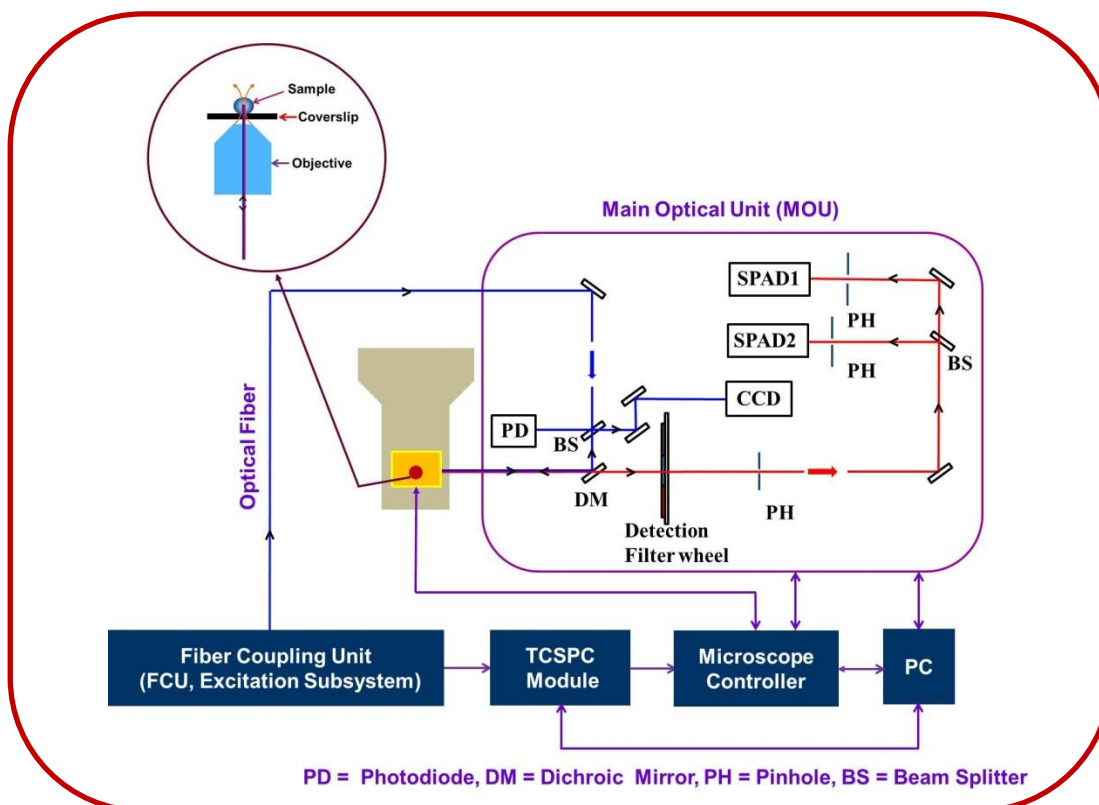 Sample
Coverslip
Objective
Main Optical Unit (MOU)
SPAD1
PH
SPAD2
PH
BS
Optical Fiber
PD
BS
CCD
DM
PH
Detection
Filter wheel
Fiber Coupling Unit
(FCU, Excitation Subsystem)
TCSPC
Module
Microscope
Controller
PC
PD = Photodiode, DM = Dichroic Mirror, PH = Pinhole, BS = Beam Splitter